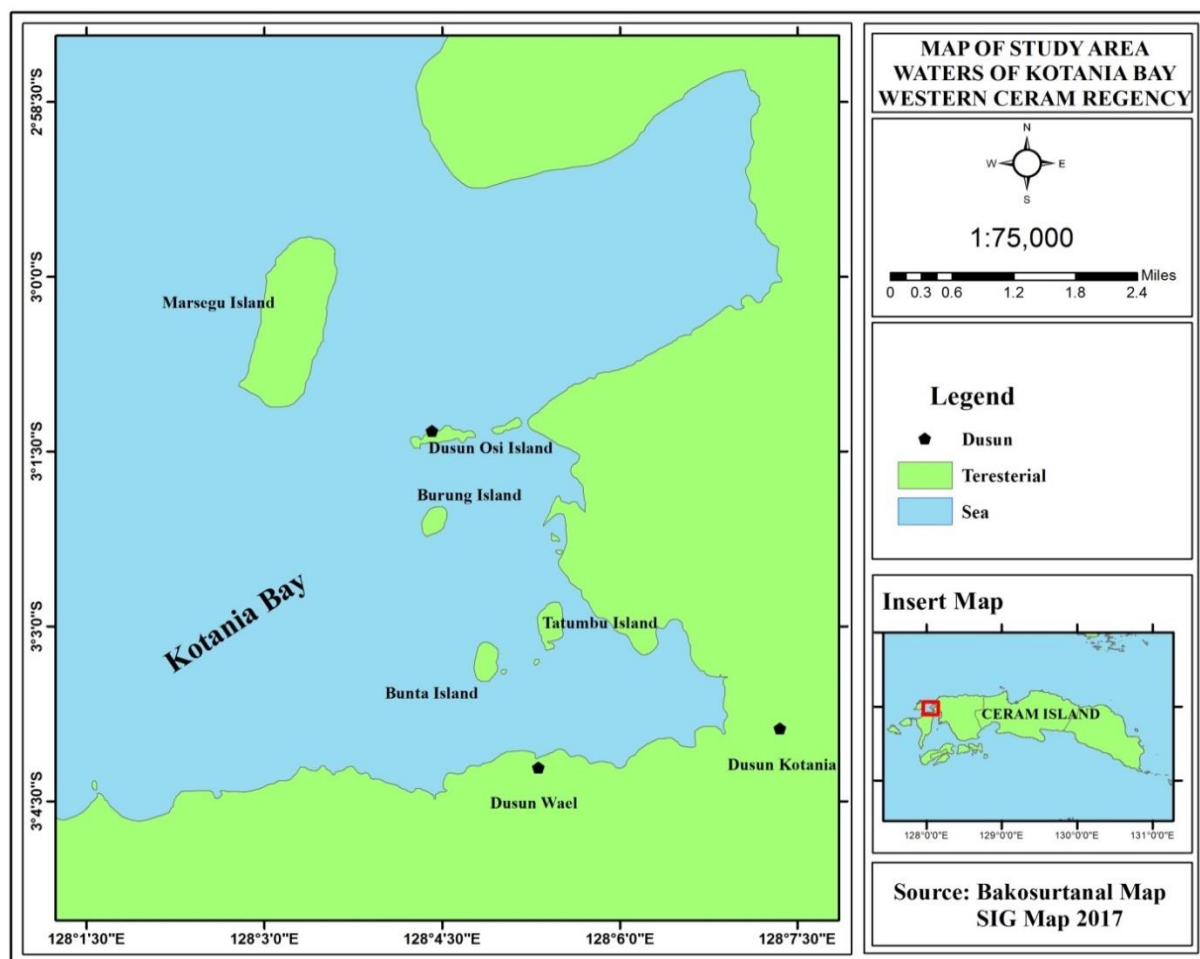 2°58'30"S
3°0'0"S
3°1'30"S
3°3'0"S
3°4'30"S
128°1'30"E
128°3'0"E
128°4'30"E
128°6'0"E
128°7'30"E
Marsegu Island
Dusun Osi Island
Burung Island
Kotania Bay
Tatumbu Island
Bunta Island
Dusun Kotania
Dusun Wael
MAP OF STUDY AREA
WATERS OF KOTANIA BAY
WESTERN CERAM REGENCY
N
W E
S
1:75,000
Miles
0 0.3 0.6 1.2 1.8 2.4
Legend
Dusun
Teresterial
Sea
Insert Map
CERAM ISLAND
128°0'0"E 129°0'0"E 130°0'0"E 131°0'0"E
Source: Bakosurtanal Map
SIG Map 2017